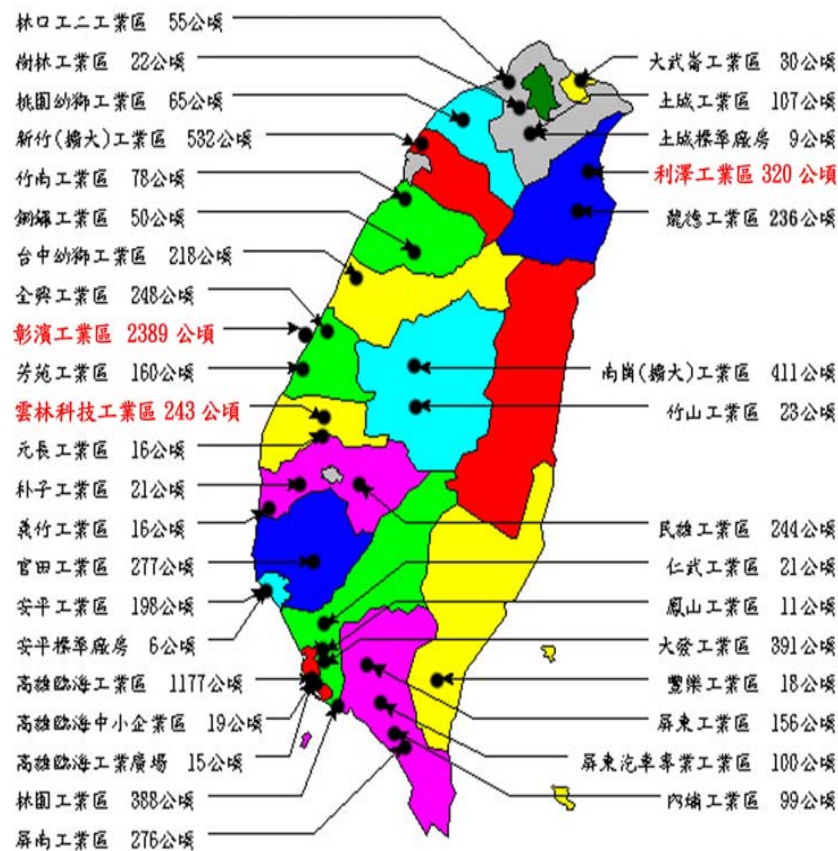 林口工二工業區 55公頃
樹林工業區 22公頃
桃園幼獅工業區 65公頃
新竹(擴大)工業區 532公頃
竹南工業區 78公頃
銅鑼工業區 50公頃
台中幼獅工業區 218公頃
全興工業區 248公頃
彰濱工業區 2389 公頃
芳苑工業區 160公頃
雲林科技工業區 243 公頃
元長工業區 16公頃
朴子工業區 21公頃
義竹工業區 16公頃
官田工業區 277公頃
安平工業區 198公頃
安平標準廠房 6公頃
高雄臨海工業區 1177公頃
高雄臨海中小企業區 19公頃
高雄臨海工業廣場 15公頃
林園工業區 388公頃
屏南工業區 276公頃
大武崙工業區 30公頃
土城工業區 107公頃
土城標準廠房 9公頃
利澤工業區 320 公頃
龍德工業區 236公頃
南崗(擴大)工業區 411公頃
竹山工業區 23公頃
民雄工業區 244公頃
仁武工業區 21公頃
鳳山工業區 11公頃
大發工業區 391公頃
豐樂工業區 18公頃
屏東工業區 156公頃
屏東汽車專業工業區 100公頃
內埔工業區 99公頃